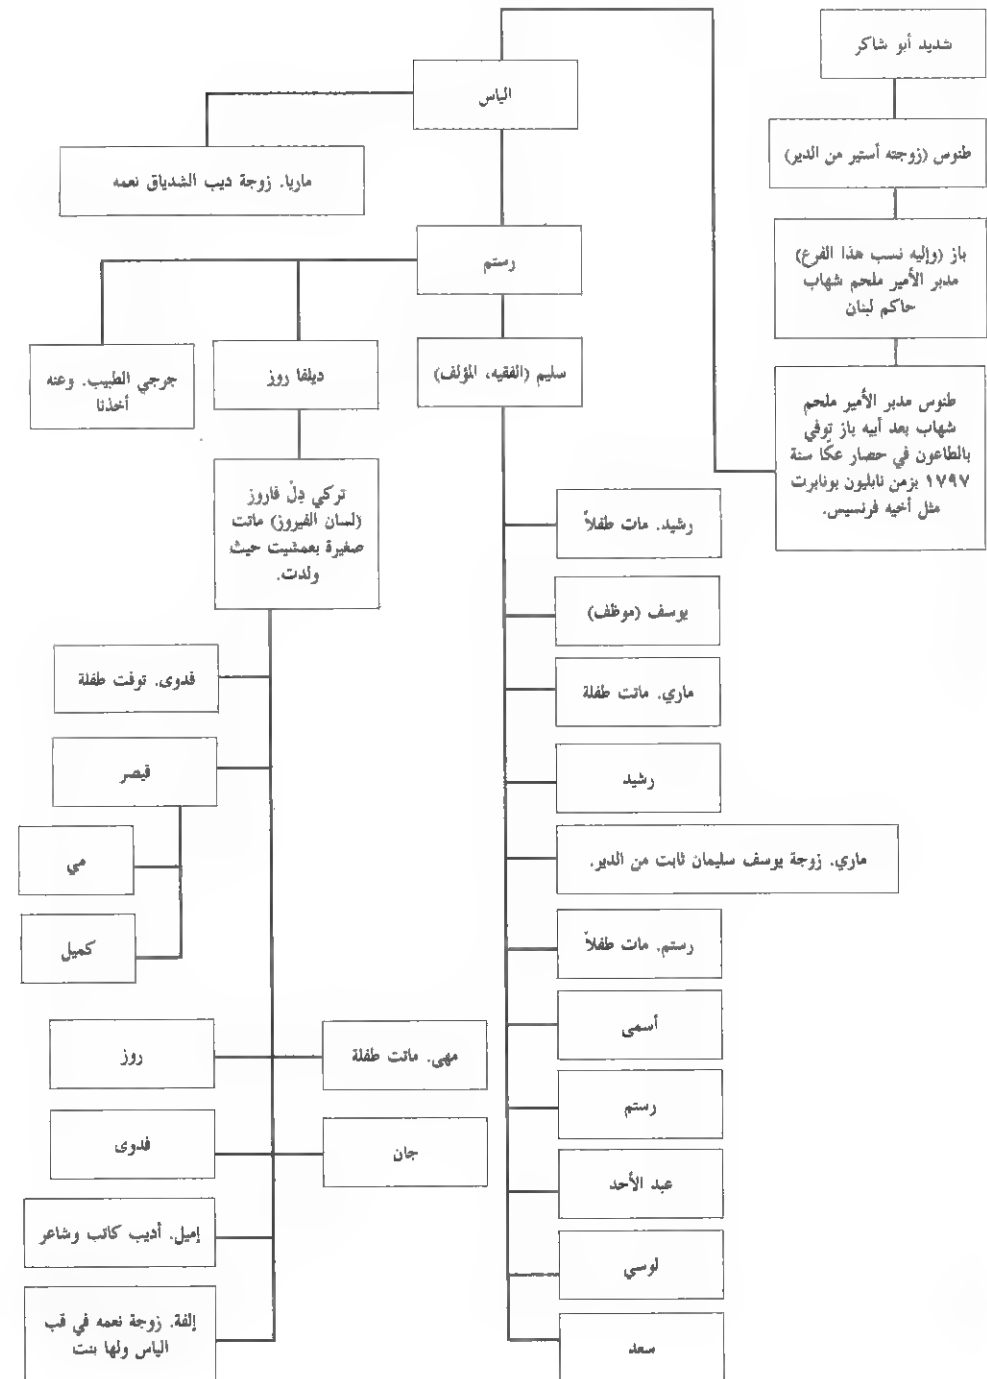 شديد أبو شاكر
طنوس (زوجته أستير من الدير)
باز (وإليه نسب هذا الفرع)
مدبر الأمير ملحم شهاب
حاكم لبنان
طنوس مدبر الأمير ملحم
شهاب بعد أبيه باز توفي
بالطاعون في حصار عكّا سنة
١٧٩٧ بزمن نابليون بونابرت
مثل أخيه فرنسيس.
الياس
ماريا. زوجة ديب الشدياق نعمه
رستم
سليم (الفقيه، المؤلف)
ديلفا روز
جرجي الطبيب. وعنه
أخذنا
رشيد. مات طفلاً
يوسف (موظف)
ماري. ماتت طفلة
رشيد
ماري. زوجة يوسف سليمان ثابت من الدير.
رستم. مات طفلاً
أسمى
رستم
عبد الأحد
لوسي
سعد
تركي دِلْ فاروز
(لسان الفيروز) ماتت
صغيرة بعمشيت حيث
ولدت.
فدوى. توفت طفلة
قيصر
مي
كميل
مهى. ماتت طفلة
روز
جان
فدوى
إميل. أديب كاتب وشاعر
إلفة. زوجة نعمه في قب
الياس ولها بنت